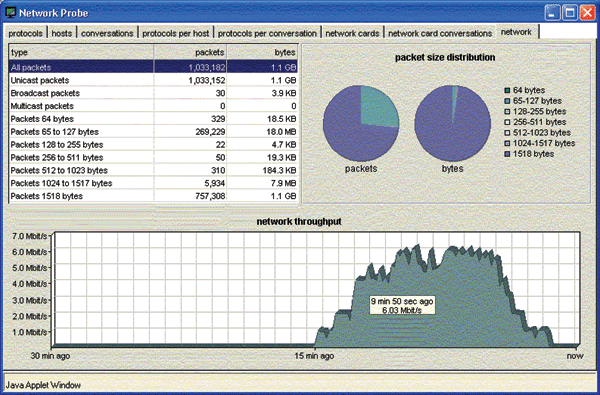 Network Probe
protocols hosts conversations protocols per host protocols per conversation network cards network card conversations network
type packets bytes
All packets 1,033,182 1.1 GB
Unicast packets 1,033,152 1.1 GB
Broadcast packets 30 3.9 KB
Multicast packets 0 0
Packets 64 bytes 329 18.5 KB
Packets 65 to 127 bytes 269,229 18.0 MB
Packets 128 to 255 bytes 22 4.7 KB
Packets 256 to 511 bytes 50 19.3 KB
Packets 512 to 1023 bytes 310 184.3 KB
Packets 1024 to 1517 bytes 5,934 7.9 MB
Packets 1518 bytes 757,308 1.1 GB
packet size distribution
packets
bytes
64 bytes
65-127 bytes
128-255 bytes
256-511 bytes
512-1023 bytes
1024-1517 bytes
1518 bytes
network throughput
7.0 Mbit/s
6.0 Mbit/s
5.0 Mbit/s
4.0 Mbit/s
3.0 Mbit/s
2.0 Mbit/s
1.0 Mbit/s
9 min 50 sec ago
6.03 Mbit/s
30 min ago 15 min ago now
Java Applet Window